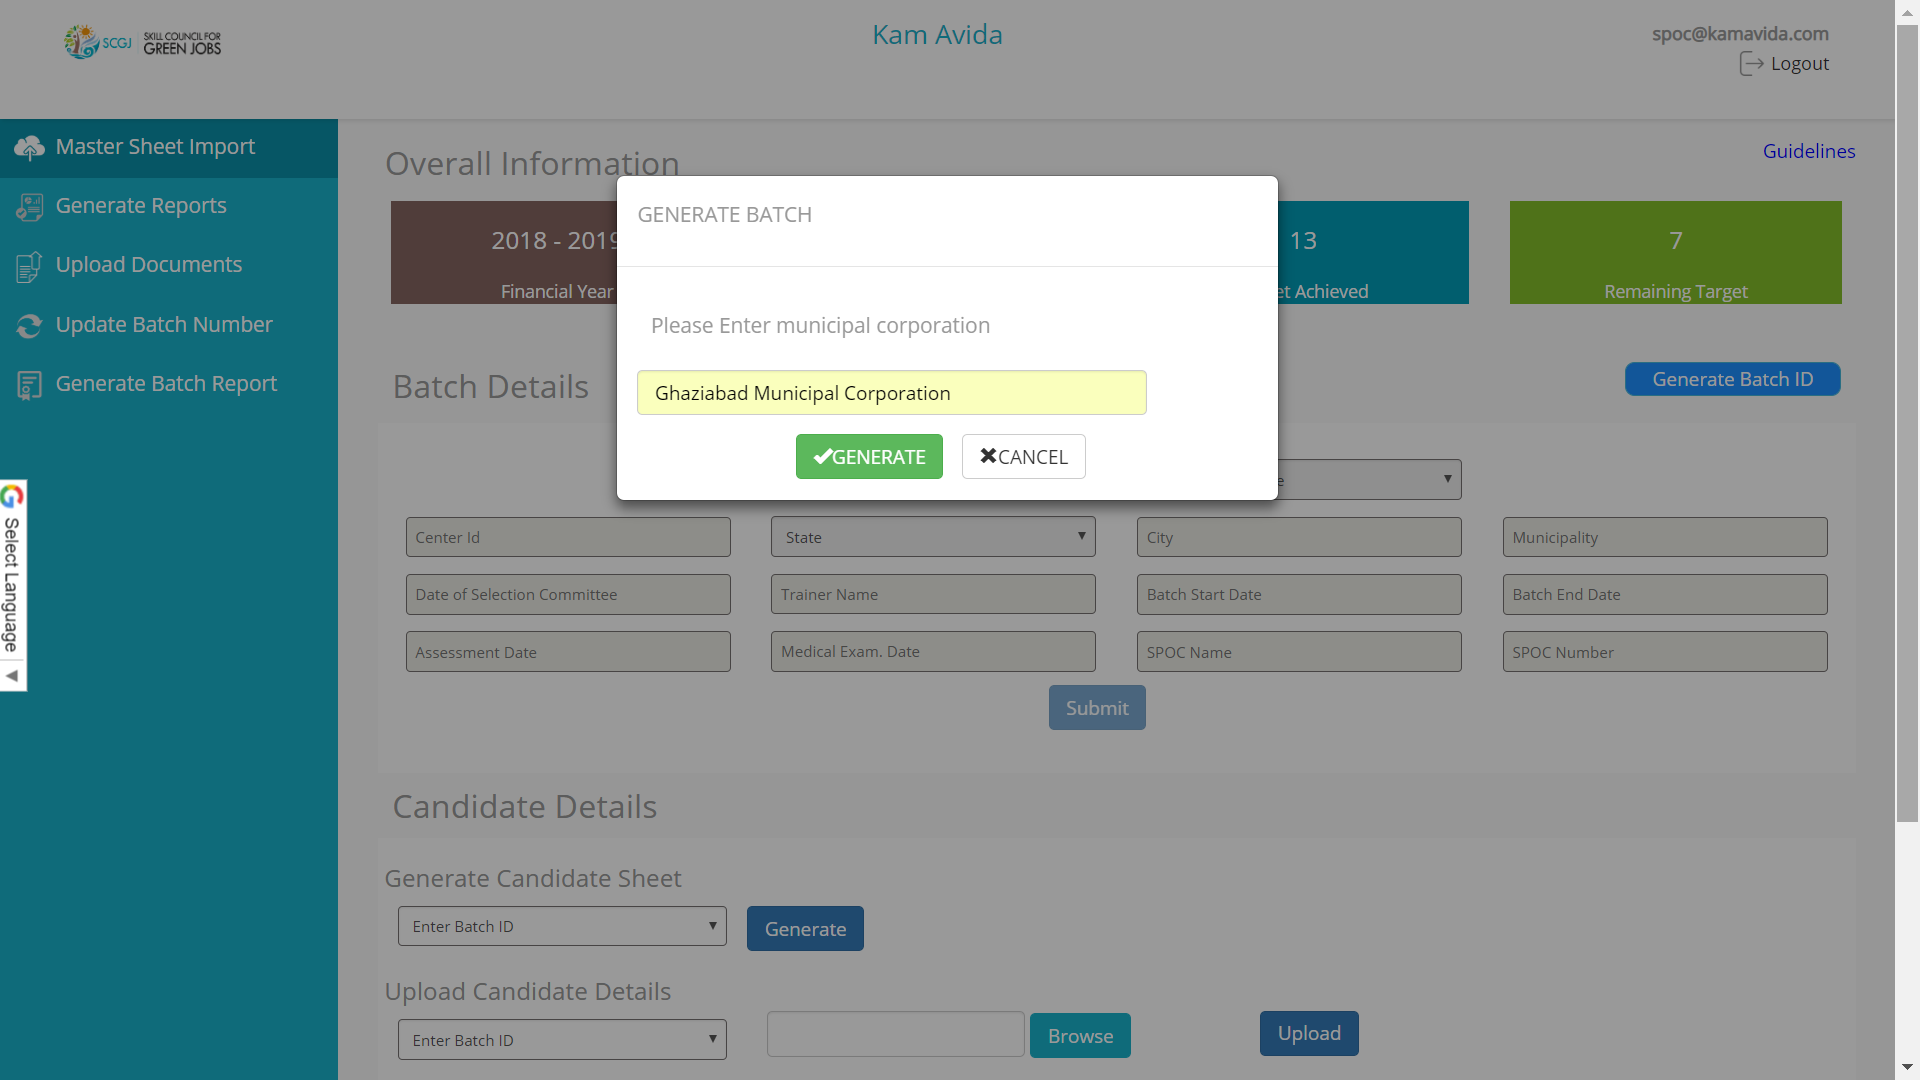 SCGJ
SKILL COUNCIL FOR
GREEN JOBS
Kam Avida
spoc@kamavida.com
Logout
Master Sheet Import
Generate Reports
Upload Documents
Update Batch Number
Generate Batch Report
Select Language
Overall Information
Guidelines
2018 - 2019
Financial Year
13
et Achieved
7
Remaining Target
GENERATE BATCH
Please Enter municipal corporation
Ghaziabad Municipal Corporation
GENERATE
CANCEL
Batch Details
Generate Batch ID
Center Id
State
City
Municipality
Date of Selection Committee
Trainer Name
Batch Start Date
Batch End Date
Assessment Date
Medical Exam. Date
SPOC Name
SPOC Number
Submit
Candidate Details
Generate Candidate Sheet
Enter Batch ID
Generate
Upload Candidate Details
Enter Batch ID
Browse
Upload